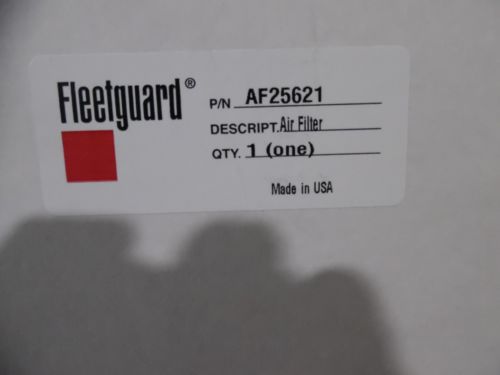 Fleetguard®
P/N AF25621
DESCRIPT. Air Filter
QTY. 1 (one)
Made in USA